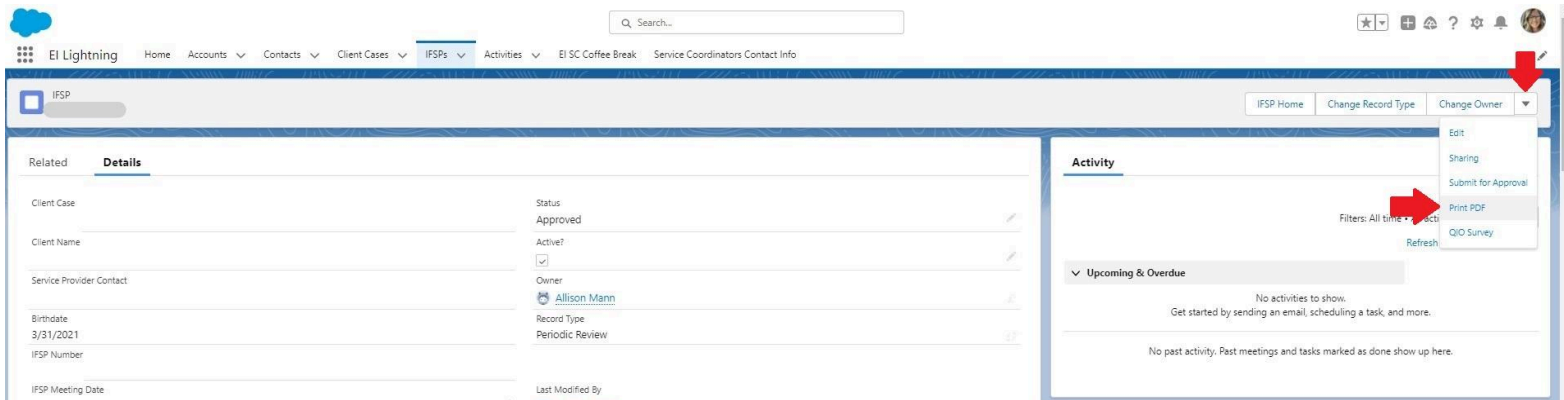 Search...
EI Lightning Home Accounts Contacts Client Cases IFSPs Activities EI SC Coffee Break Service Coordinators Contact Info
IFSP
IFSP Home Change Record Type Change Owner
Edit
Sharing
Submit for Approval
Print PDF
QIO Survey
Related Details
Client Case
Status
Approved
Client Name
Active?
Service Provider Contact
Owner
Allison Mann
Birthdate
3/31/2021
Record Type
Periodic Review
IFSP Number
IFSP Meeting Date
Last Modified By
Activity
Filters: All time •
Refresh
Upcoming & Overdue
No activities to show.
Get started by sending an email, scheduling a task, and more.
No past activity. Past meetings and tasks marked as done show up here.